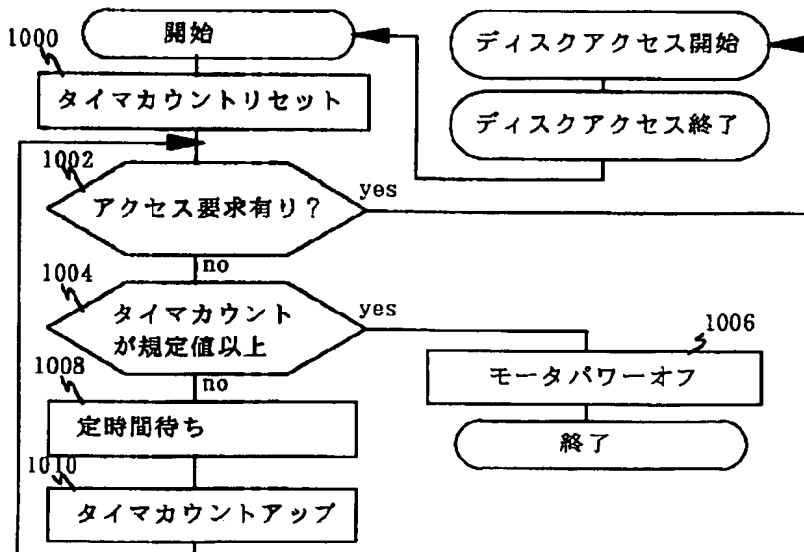 1000
開始
タイマカウントリセット
ディスクアクセス開始
ディスクアクセス終了
1002
アクセス要求有り?
yes
no
1004
タイマカウント
が規定値以上
yes
no
1006
モータパワーオフ
終了
1008
定時間待ち
1010
タイマカウントアップ